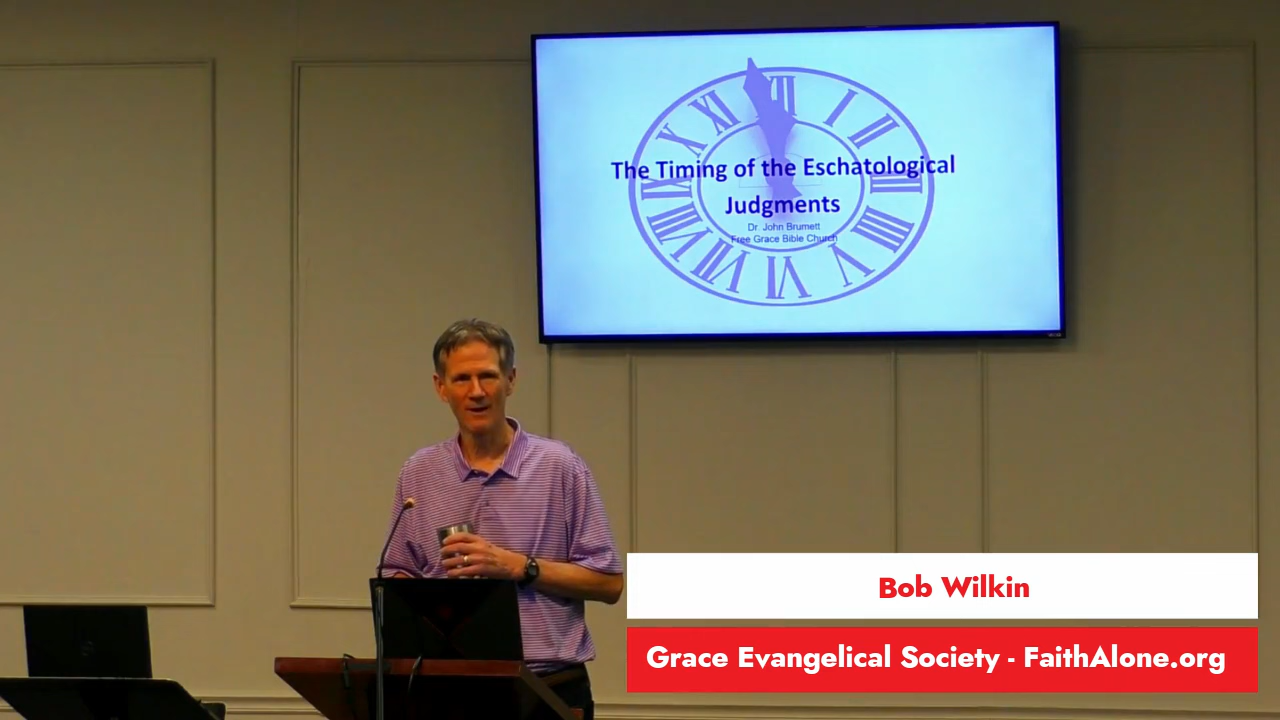 The Timing of the Eschatological
Judgments
Dr. John Brumett
Free Grace Bible Church
Bob Wilkin
Grace Evangelical Society - FaithAlone.org